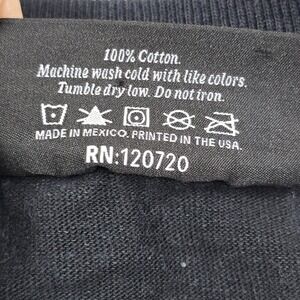 100% Cotton.
Machine wash cold with like colors.
Tumble dry low. Do not iron.
MADE IN MEXICO. PRINTED IN THE USA.
RN:120720